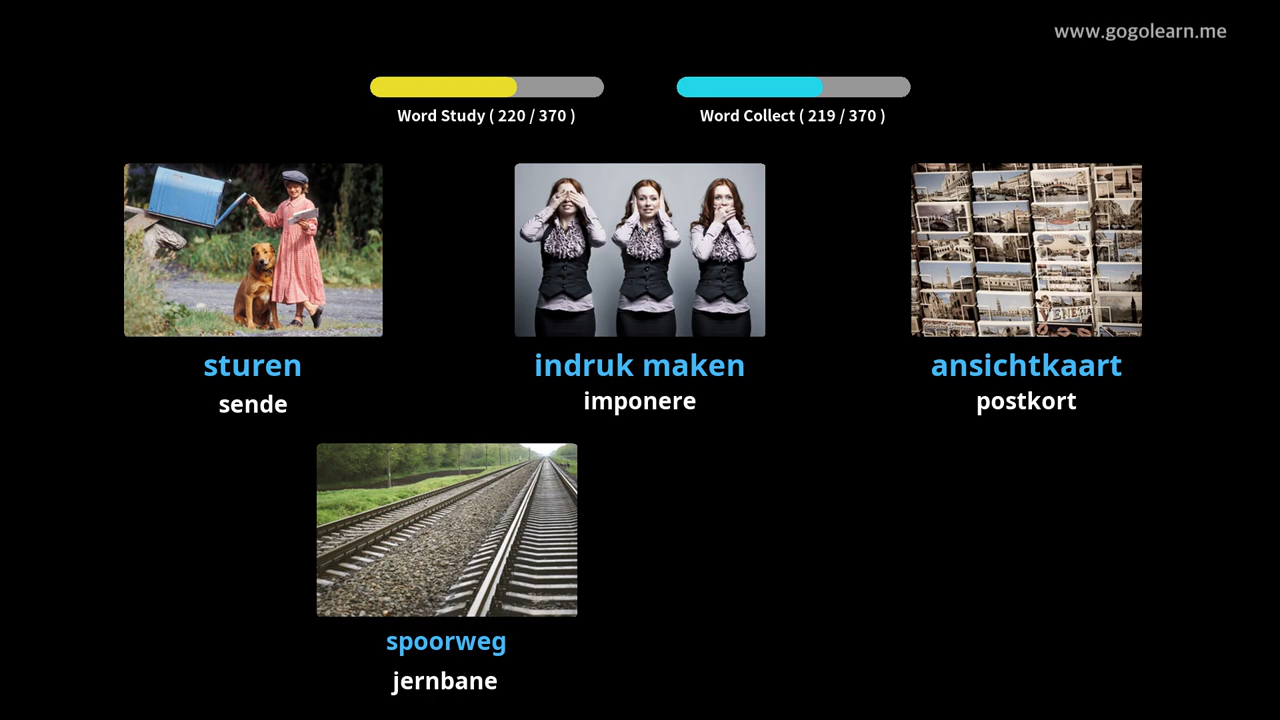 www.gogolearn.me
Word Study ( 220 / 370 )
Word Collect ( 219 / 370 )
sturen
sende
indruk maken
imponere
ansichtkaart
postkort
VENEZIA
spoorweg
jernbane